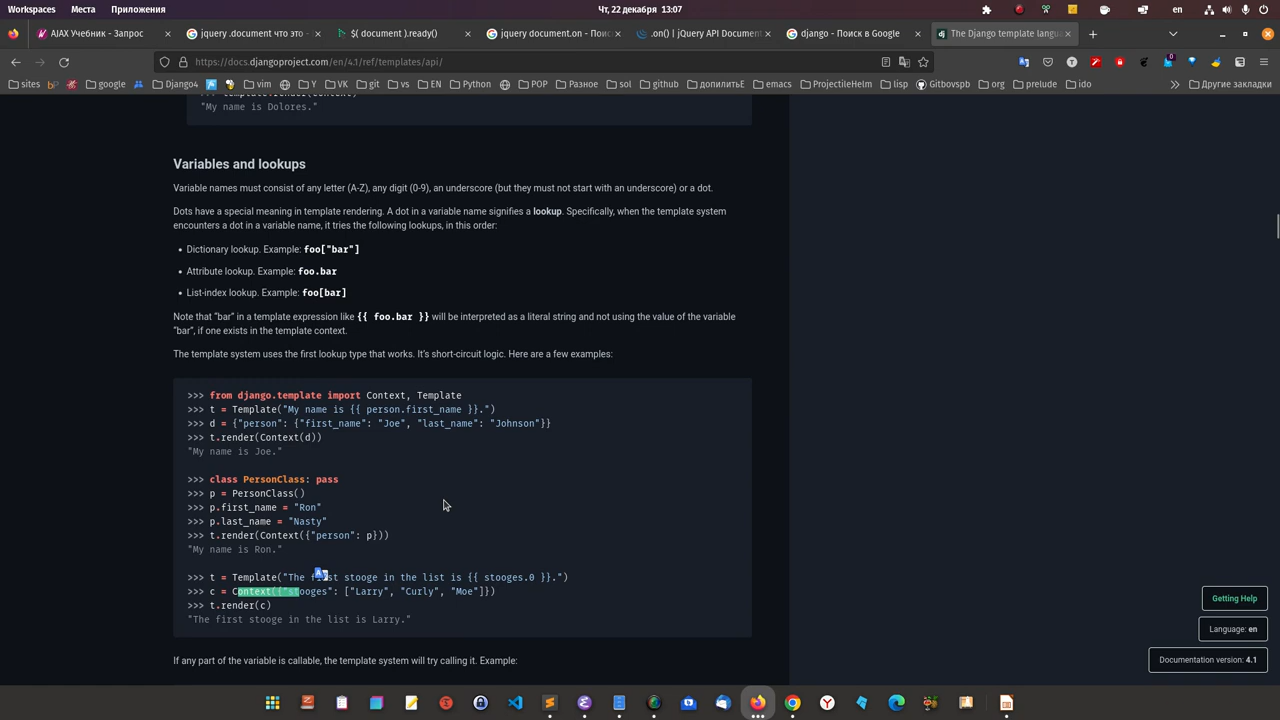 Workspaces Места Приложения Чт, 22 декабря 13:07 en
AJAX Учебник - Запрос jquery .document что это - $( document ).ready() jquery document.on - Пои .on() | jQuery API Docume django - Поиск в Google The Django template langu
https://docs.djangoproject.com/en/4.1/ref/templates/api/
sites google Django4 vim EN Python VK git vs POP Разное sol github допилитьЕ emacs ProjectileHelm lisp Gitbovspb org prelude ido Другие закладки
"My name is Dolores."
Variables and lookups
Variable names must consist of any letter (A-Z), any digit (0-9), an underscore (but they must not start with an underscore) or a dot.
Dots have a special meaning in template rendering. A dot in a variable name signifies a lookup. Specifically, when the template system
encounters a dot in a variable name, it tries the following lookups, in this order:
• Dictionary lookup. Example: foo["bar"]
• Attribute lookup. Example: foo.bar
• List-index lookup. Example: foo[bar]
Note that “bar” in a template expression like {{ foo.bar }} will be interpreted as a literal string and not using the value of the variable
“bar”, if one exists in the template context.
The template system uses the first lookup type that works. It’s short-circuit logic. Here are a few examples:
>>> from django.template import Context, Template
>>> t = Template("My name is {{ person.first_name }}.")
>>> d = {"person": {"first_name": "Joe", "last_name": "Johnson"}}
>>> t.render(Context(d))
"My name is Joe."
>>> class PersonClass: pass
>>> p = PersonClass()
>>> p.first_name = "Ron"
>>> p.last_name = "Nasty"
>>> t.render(Context({"person": p}))
"My name is Ron."
>>> t = Template("The first stooge in the list is {{ stooges.0 }}.")
>>> c = Context({"stooges": ["Larry", "Curly", "Moe"]})
>>> t.render(c)
"The first stooge in the list is Larry."
If any part of the variable is callable, the template system will try calling it. Example:
Getting Help
Language: en
Documentation version: 4.1